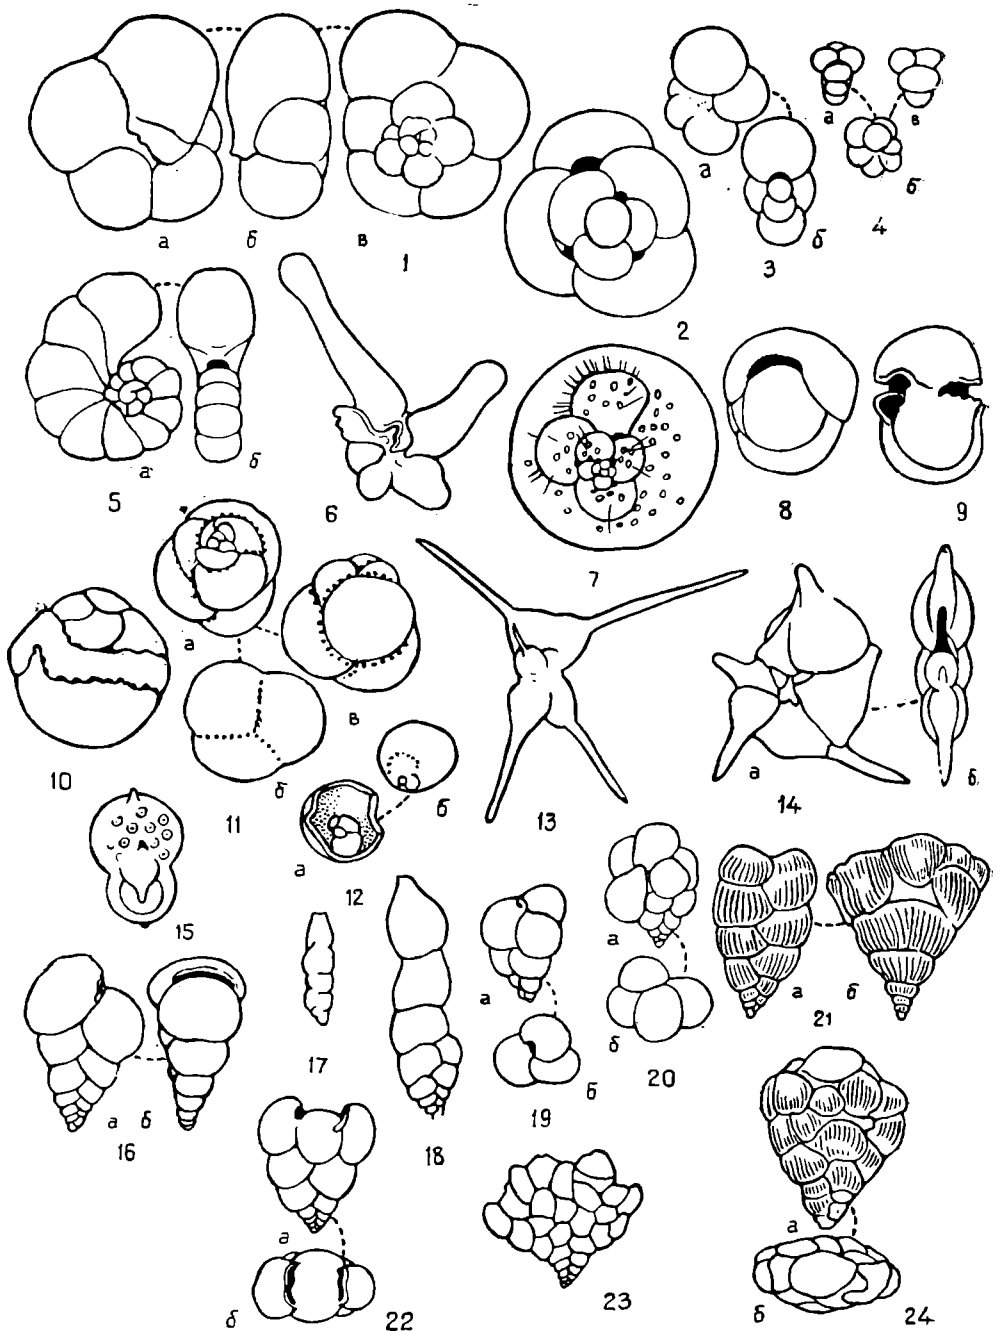 а б в 1
2
а б 3
а б в 4
а б 5
6
7
8
9
10
а б в 11
а б 12
13
а б 14
15
а б 16
17
18
а б 19
а б 20
а б 21
а б 22
23
а б 24